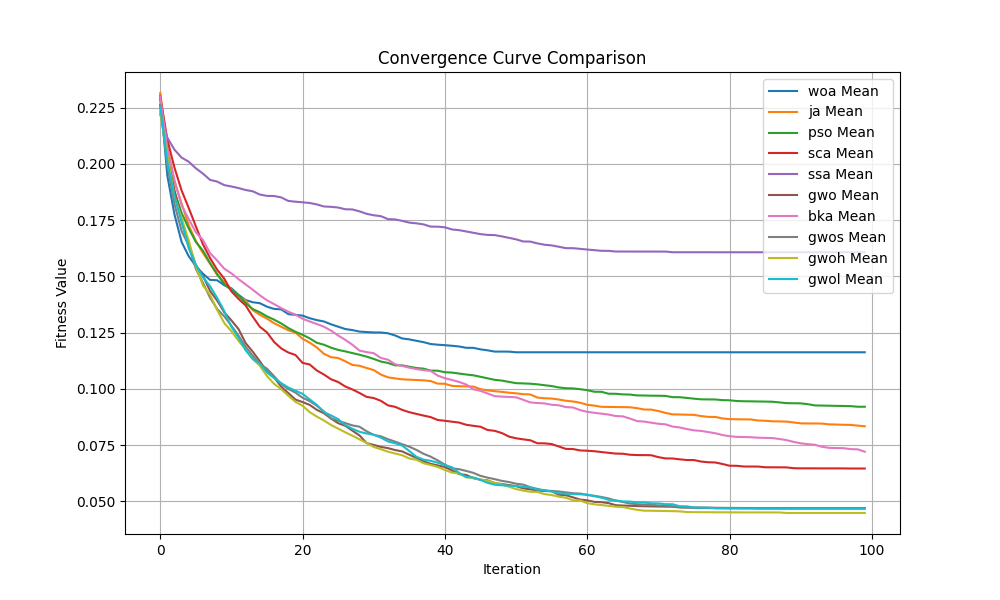 Convergence Curve Comparison
Fitness Value
0.225
0.200
0.175
0.150
0.125
0.100
0.075
0.050
0
20
40
60
80
100
Iteration
woa Mean
ja Mean
pso Mean
sca Mean
ssa Mean
gwo Mean
bka Mean
gwos Mean
gwoh Mean
gwol Mean